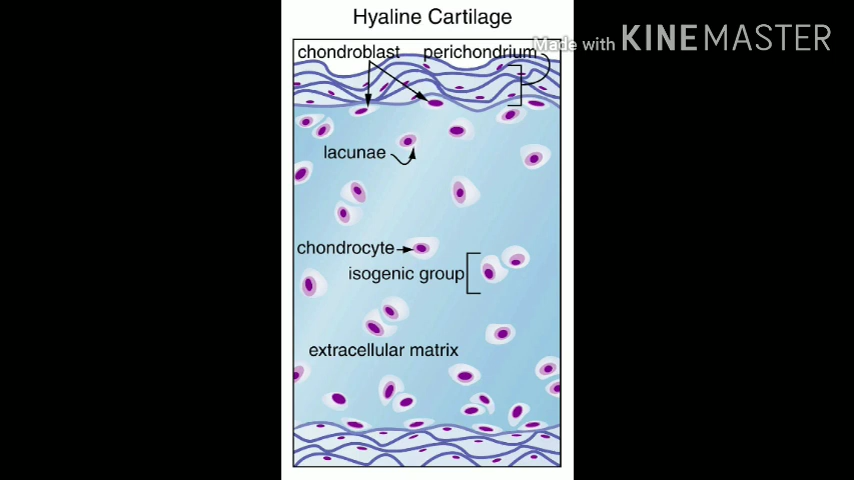 Hyaline Cartilage
chondroblast perichondrium
Made with KINEMASTER
lacunae
chondrocyte
isogenic group
extracellular matrix